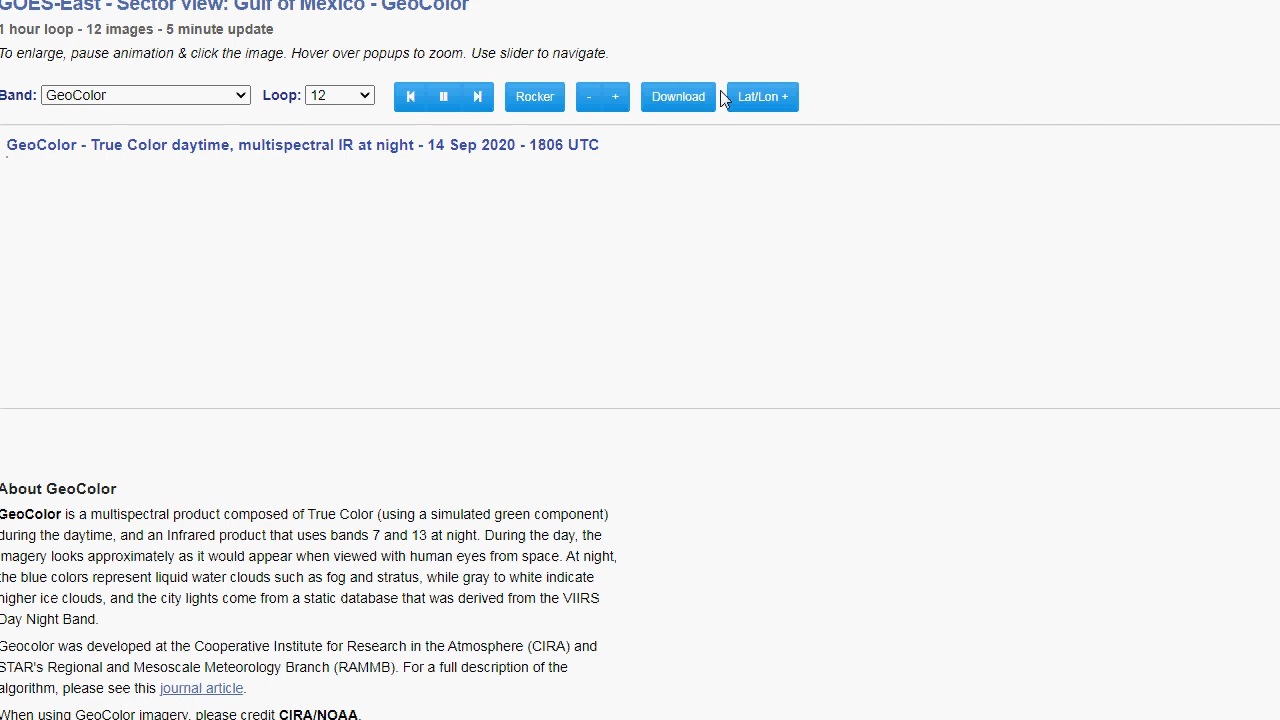 GOES-East - Sector view: Gulf of Mexico - GeoColor
1 hour loop - 12 images - 5 minute update
To enlarge, pause animation & click the image. Hover over popups to zoom. Use slider to navigate.
Band: GeoColor Loop: 12 Rocker - + Download Lat/Lon +
GeoColor - True Color daytime, multispectral IR at night - 14 Sep 2020 - 1806 UTC
About GeoColor
GeoColor is a multispectral product composed of True Color (using a simulated green component)
during the daytime, and an Infrared product that uses bands 7 and 13 at night. During the day, the
imagery looks approximately as it would appear when viewed with human eyes from space. At night,
the blue colors represent liquid water clouds such as fog and stratus, while gray to white indicate
higher ice clouds, and the city lights come from a static database that was derived from the VIIRS
Day Night Band.
Geocolor was developed at the Cooperative Institute for Research in the Atmosphere (CIRA) and
STAR's Regional and Mesoscale Meteorology Branch (RAMMB). For a full description of the
algorithm, please see this journal article.
When using GeoColor imagery, please credit CIRA/NOAA.